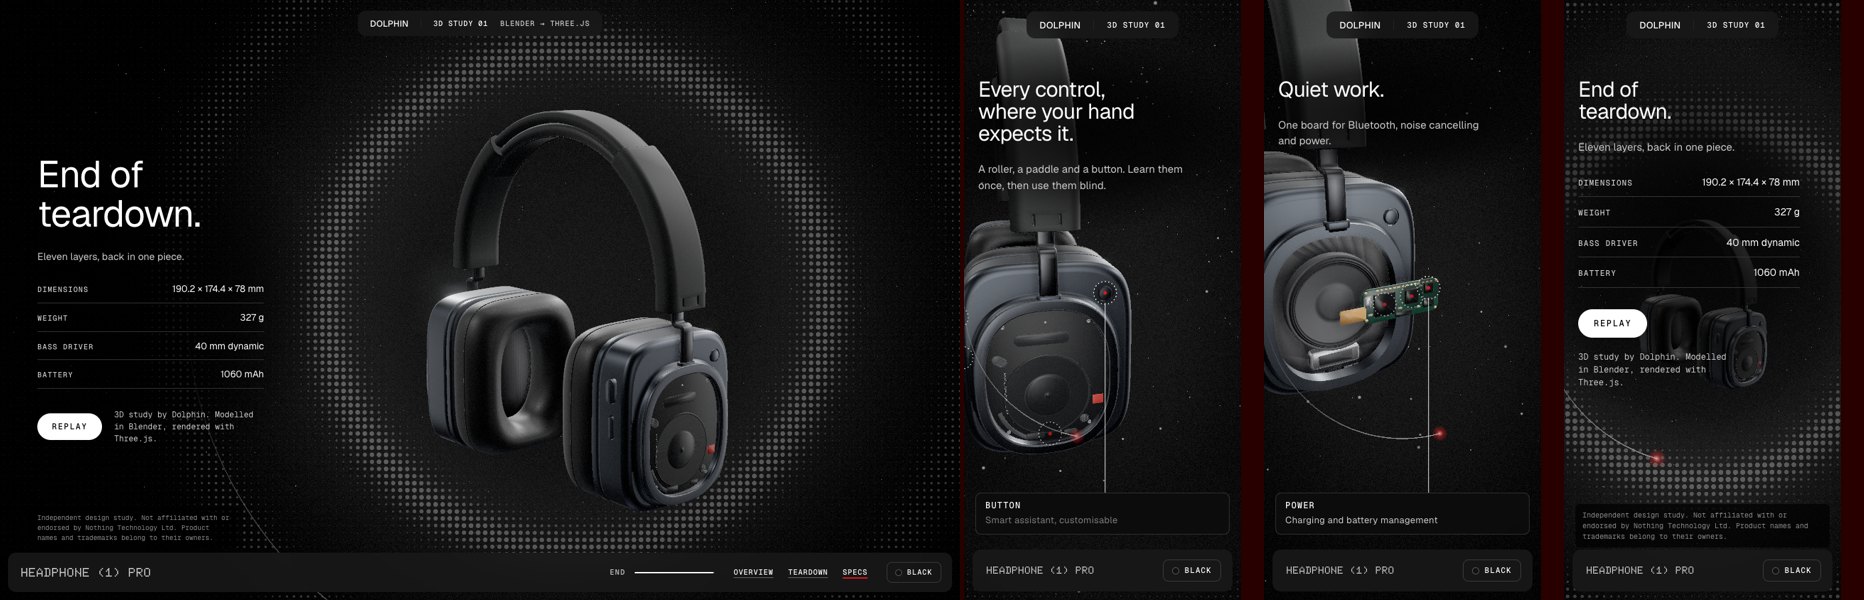 DOLPHIN 3D STUDY 01 BLENDER → THREE.JS
End of
teardown.
Eleven layers, back in one piece.
DIMENSIONS 190.2 × 174.4 × 78 mm
WEIGHT 327 g
BASS DRIVER 40 mm dynamic
BATTERY 1060 mAh
REPLAY
3D study by Dolphin. Modelled
in Blender, rendered with
Three.js.
Independent design study. Not affiliated with or
endorsed by Nothing Technology Ltd. Product
names and trademarks belong to their owners.
HEADPHONE (1) PRO
END
OVERVIEW TEARDOWN SPECS
BLACK
DOLPHIN 3D STUDY 01
Every control,
where your hand
expects it.
A roller, a paddle and a button. Learn them
once, then use them blind.
BUTTON
Smart assistant, customisable
HEADPHONE (1) PRO BLACK
DOLPHIN 3D STUDY 01
Quiet work.
One board for Bluetooth, noise cancelling
and power.
POWER
Charging and battery management
HEADPHONE (1) PRO BLACK
DOLPHIN 3D STUDY 01
End of
teardown.
Eleven layers, back in one piece.
DIMENSIONS 190.2 × 174.4 × 78 mm
WEIGHT 327 g
BASS DRIVER 40 mm dynamic
BATTERY 1060 mAh
REPLAY
3D study by Dolphin. Modelled
in Blender, rendered with
Three.js.
Independent design study. Not affiliated with or
endorsed by Nothing Technology Ltd. Product names and
trademarks belong to their owners.
HEADPHONE (1) PRO BLACK